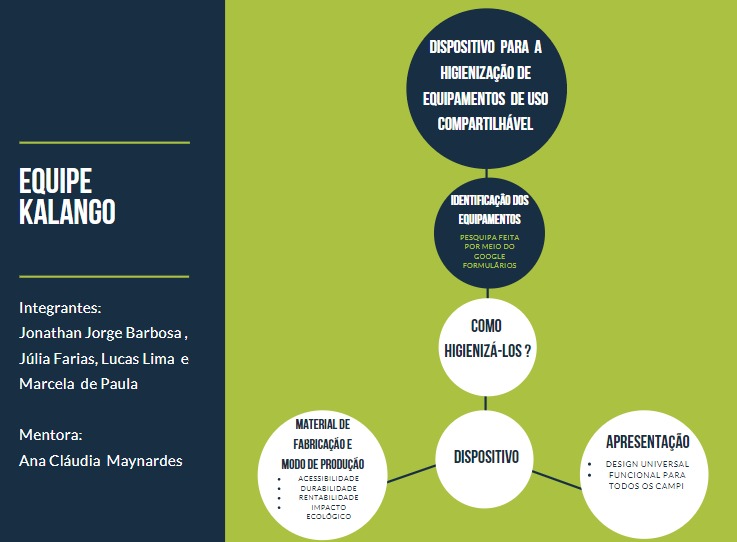 EQUIPE
KALANGO
Integrantes:
Jonathan Jorge Barbosa ,
Júlia Farias, Lucas Lima e
Marcela de Paula
Mentora:
Ana Cláudia Maynardes
DISPOSITIVO PARA A
HIGIENIZAÇÃO DE
EQUIPAMENTOS DE USO
COMPARTILHÁVEL
IDENTIFICAÇÃO DOS
EQUIPAMENTOS
PESQUIPA FEITA
POR MEIO DO
GOOGLE
FORMULÁRIOS
COMO
HIGIENIZÁ-LOS ?
DISPOSITIVO
MATERIAL DE
FABRICAÇÃO E
MODO DE PRODUÇÃO
• ACESSIBILIDADE
• DURABILIDADE
• RENTABILIDADE
• IMPACTO
ECOLÓGICO
APRESENTAÇÃO
• DESIGN UNIVERSAL
• FUNCIONAL PARA
TODOS OS CAMPI